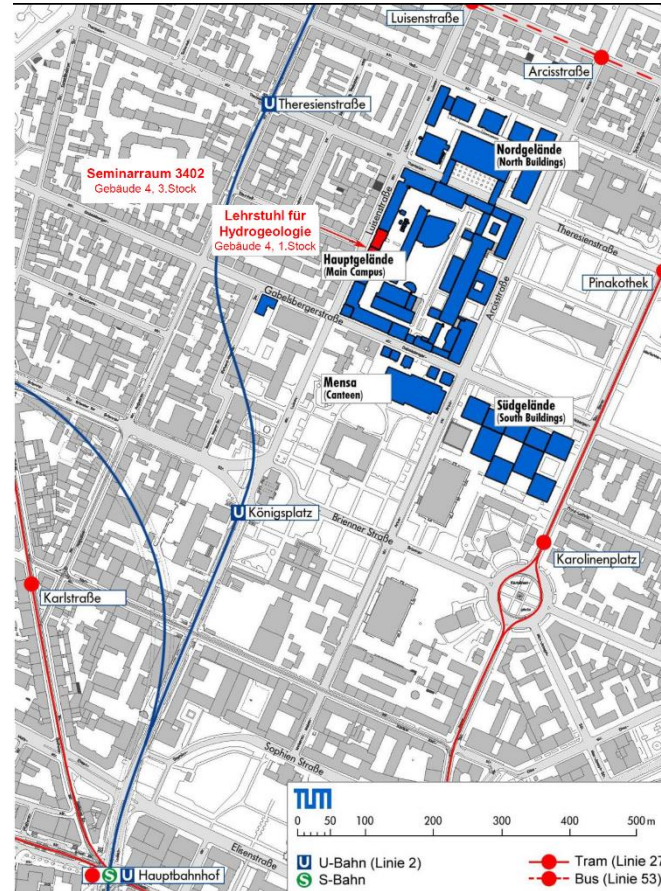 Luisenstraße
Arcisstraße
U Theresienstraße
Nordgelände
(North Buildings)
Seminarraum 3402
Gebäude 4, 3.Stock
Lehrstuhl für
Hydrogeologie
Gebäude 4, 1.Stock
Luisenstraße
Theresienstraße
Hauptgelände
(Main Campus)
Pinakothek
Arcisstraße
Gabelsbergerstraße
Mensa
(Canteen)
Südgelände
(South Buildings)
U Königsplatz
Brienner Straße
Karolinenplatz
Karlstraße
Sophien Straße
Elisenstraße
S U Hauptbahnhof
TUM
0 50 100 200 300 400 500 m
U U-Bahn (Linie 2)
S S-Bahn
Tram (Linie 27
Bus (Linie 53)